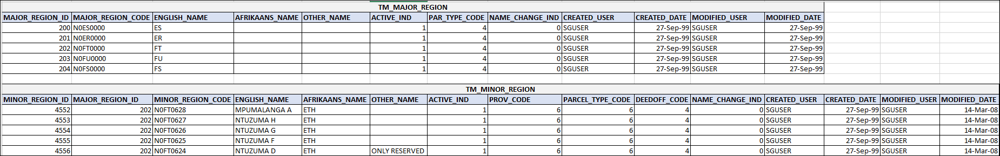 TM_MAJOR_REGION
MAJOR_REGION_ID MAJOR_REGION_CODE ENGLISH_NAME AFRIKAANS_NAME OTHER_NAME ACTIVE_IND PAR_TYPE_CODE NAME_CHANGE_IND CREATED_USER CREATED_DATE MODIFIED_USER MODIFIED_DATE
200 N0ES0000 ES 1 4 0 SGUSER 27-Sep-99 SGUSER 27-Sep-99
201 N0ER0000 ER 1 4 0 SGUSER 27-Sep-99 SGUSER 27-Sep-99
202 N0FT0000 FT 1 4 0 SGUSER 27-Sep-99 SGUSER 27-Sep-99
203 N0FU0000 FU 1 4 0 SGUSER 27-Sep-99 SGUSER 27-Sep-99
204 N0FS0000 FS 1 4 0 SGUSER 27-Sep-99 SGUSER 27-Sep-99
TM_MINOR_REGION
MINOR_REGION_ID MAJOR_REGION_ID MINOR_REGION_CODE ENGLISH_NAME AFRIKAANS_NAME OTHER_NAME ACTIVE_IND PROV_CODE PARCEL_TYPE_CODE DEEDOFF_CODE NAME_CHANGE_IND CREATED_USER CREATED_DATE MODIFIED_USER MODIFIED_DATE
4552 202 N0FT0628 MPUMALANGA A ETH 1 6 6 4 0 SGUSER 27-Sep-99 SGUSER 14-Mar-08
4553 202 N0FT0627 NTUZUMA H ETH 1 6 6 4 0 SGUSER 27-Sep-99 SGUSER 14-Mar-08
4554 202 N0FT0626 NTUZUMA G ETH 1 6 6 4 0 SGUSER 27-Sep-99 SGUSER 14-Mar-08
4555 202 N0FT0625 NTUZUMA F ETH 1 6 6 4 0 SGUSER 27-Sep-99 SGUSER 14-Mar-08
4556 202 N0FT0624 NTUZUMA D ETH ONLY RESERVED 1 6 6 4 0 SGUSER 27-Sep-99 SGUSER 14-Mar-08